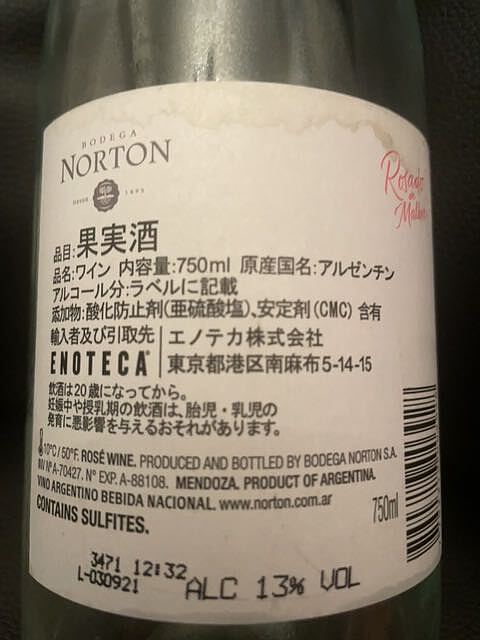 BODEGA
NORTON
DESDE 1895
Rosado
de
Malbec
品目:果実酒
品名:ワイン 内容量:750ml 原産国名:アルゼンチン
アルコール分:ラベルに記載
添加物:酸化防止剤(亜硫酸塩)、安定剤(CMC)含有
輸入者及び引取先 エノテカ株式会社
ENOTECA® 東京都港区南麻布5-14-15
飲酒は20歳になってから。
妊娠中や授乳期の飲酒は、胎児・乳児の
発育に悪影響を与えるおそれがあります。
10°C / 50°F. ROSÉ WINE. PRODUCED AND BOTTLED BY BODEGA NORTON S.A.
INV Nº A-70427. N° EXP. A-88108. MENDOZA. PRODUCT OF ARGENTINA.
VINO ARGENTINO BEBIDA NACIONAL. www.norton.com.ar
CONTAINS SULFITES.
750ml
3471 12:32
L-030921 ALC 13% VOL